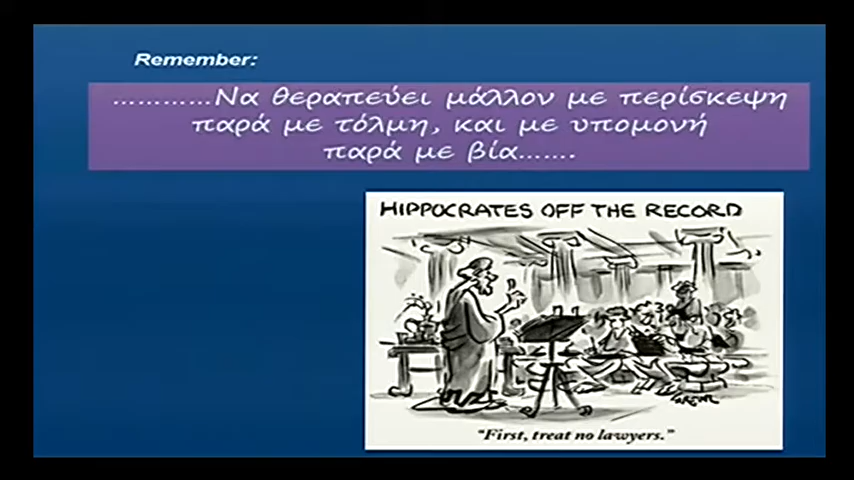 Remember:
............Να θεραπεύει μάλλον με περίσκεψη
παρά με τόλμη, και με υπομονή
παρά με βία.......
HIPPOCRATES OFF THE RECORD
"First, treat no lawyers."